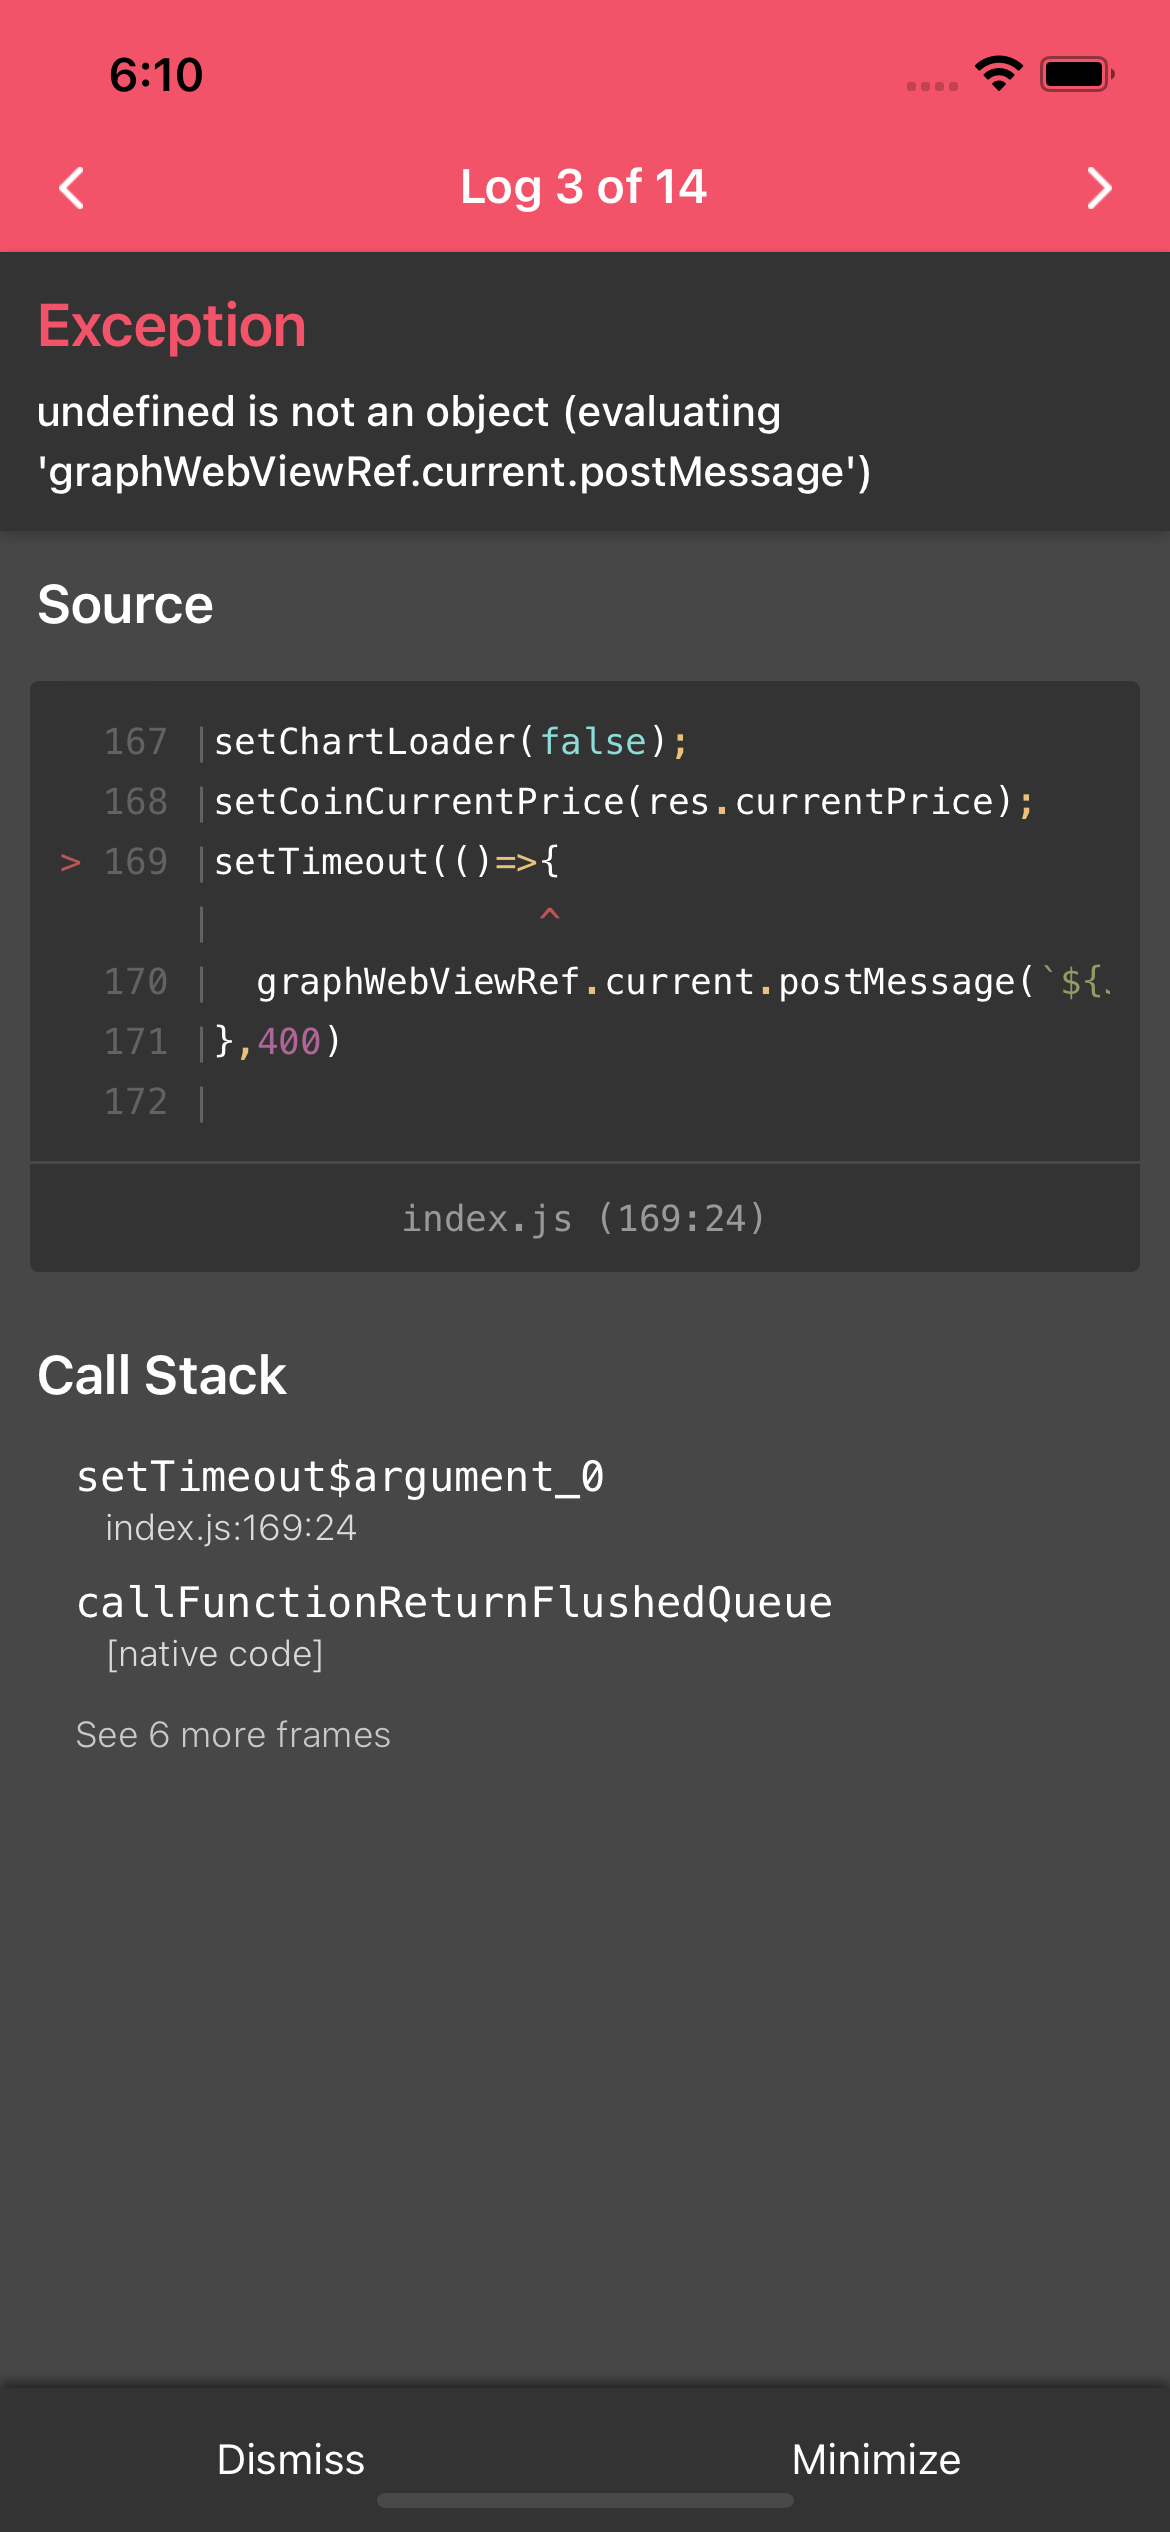 6:10
Log 3 of 14
Exception
undefined is not an object (evaluating
'graphWebViewRef.current.postMessage')
Source
167 |setChartLoader(false);
168 |setCoinCurrentPrice(res.currentPrice);
> 169 |setTimeout(()=>{
| ^
170 | graphWebViewRef.current.postMessage(`${
171 |},400)
172 |
index.js (169:24)
Call Stack
setTimeout$argument_0
index.js:169:24
callFunctionReturnFlushedQueue
[native code]
See 6 more frames
Dismiss Minimize